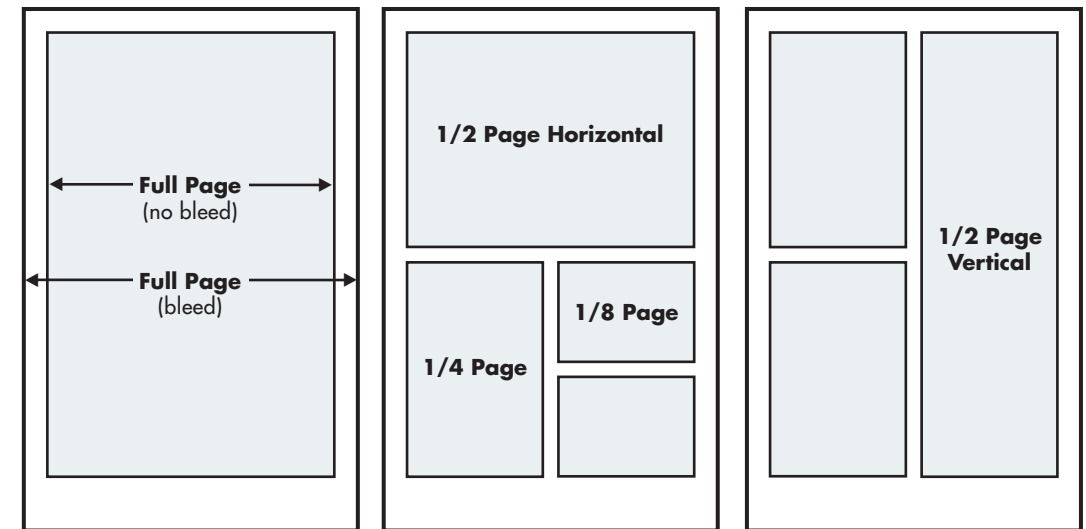 Full Page
(no bleed)
Full Page
(bleed)
1/2 Page Horizontal
1/4 Page
1/8 Page
1/2 Page
Vertical